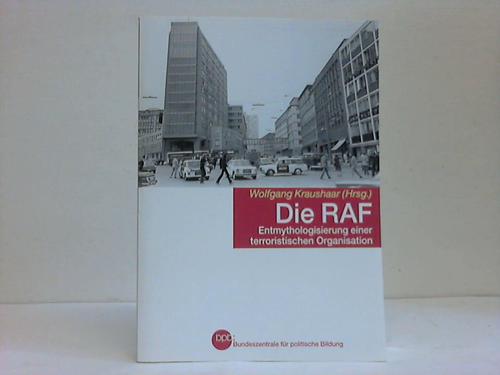 Wolfgang Kraushaar (Hrsg.)
Die RAF
Entmythologisierung einer
terroristischen Organisation
bpb:
Bundeszentrale für politische Bildung